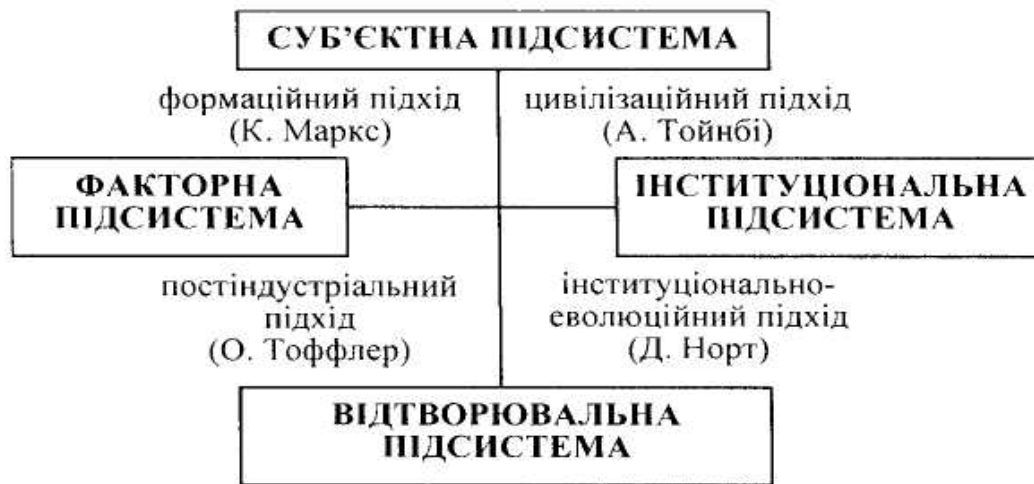 СУБ’ЄКТНА ПІДСИСТЕМА
формаційний підхід
(К. Маркс)
цивілізаційний підхід
(А. Тойнбі)
ФАКТОРНА
ПІДСИСТЕМА
ІНСТИТУЦІОНАЛЬНА
ПІДСИСТЕМА
постіндустріальний
підхід
(О. Тоффлер)
інституціонально-
еволюційний підхід
(Д. Норт)
ВІДТВОРЮВАЛЬНА
ПІДСИСТЕМА